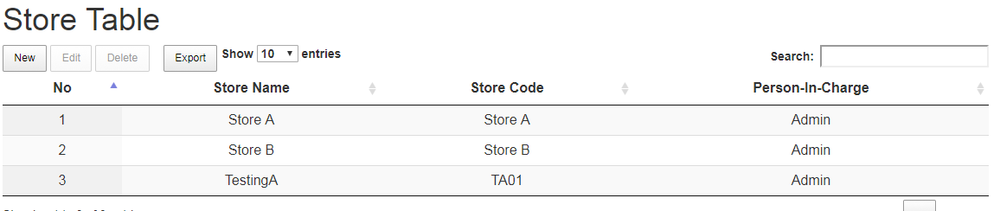 Store Table
New Edit Delete Export Show 10 entries Search:
No Store Name Store Code Person-In-Charge
1 Store A Store A Admin
2 Store B Store B Admin
3 TestingA TA01 Admin